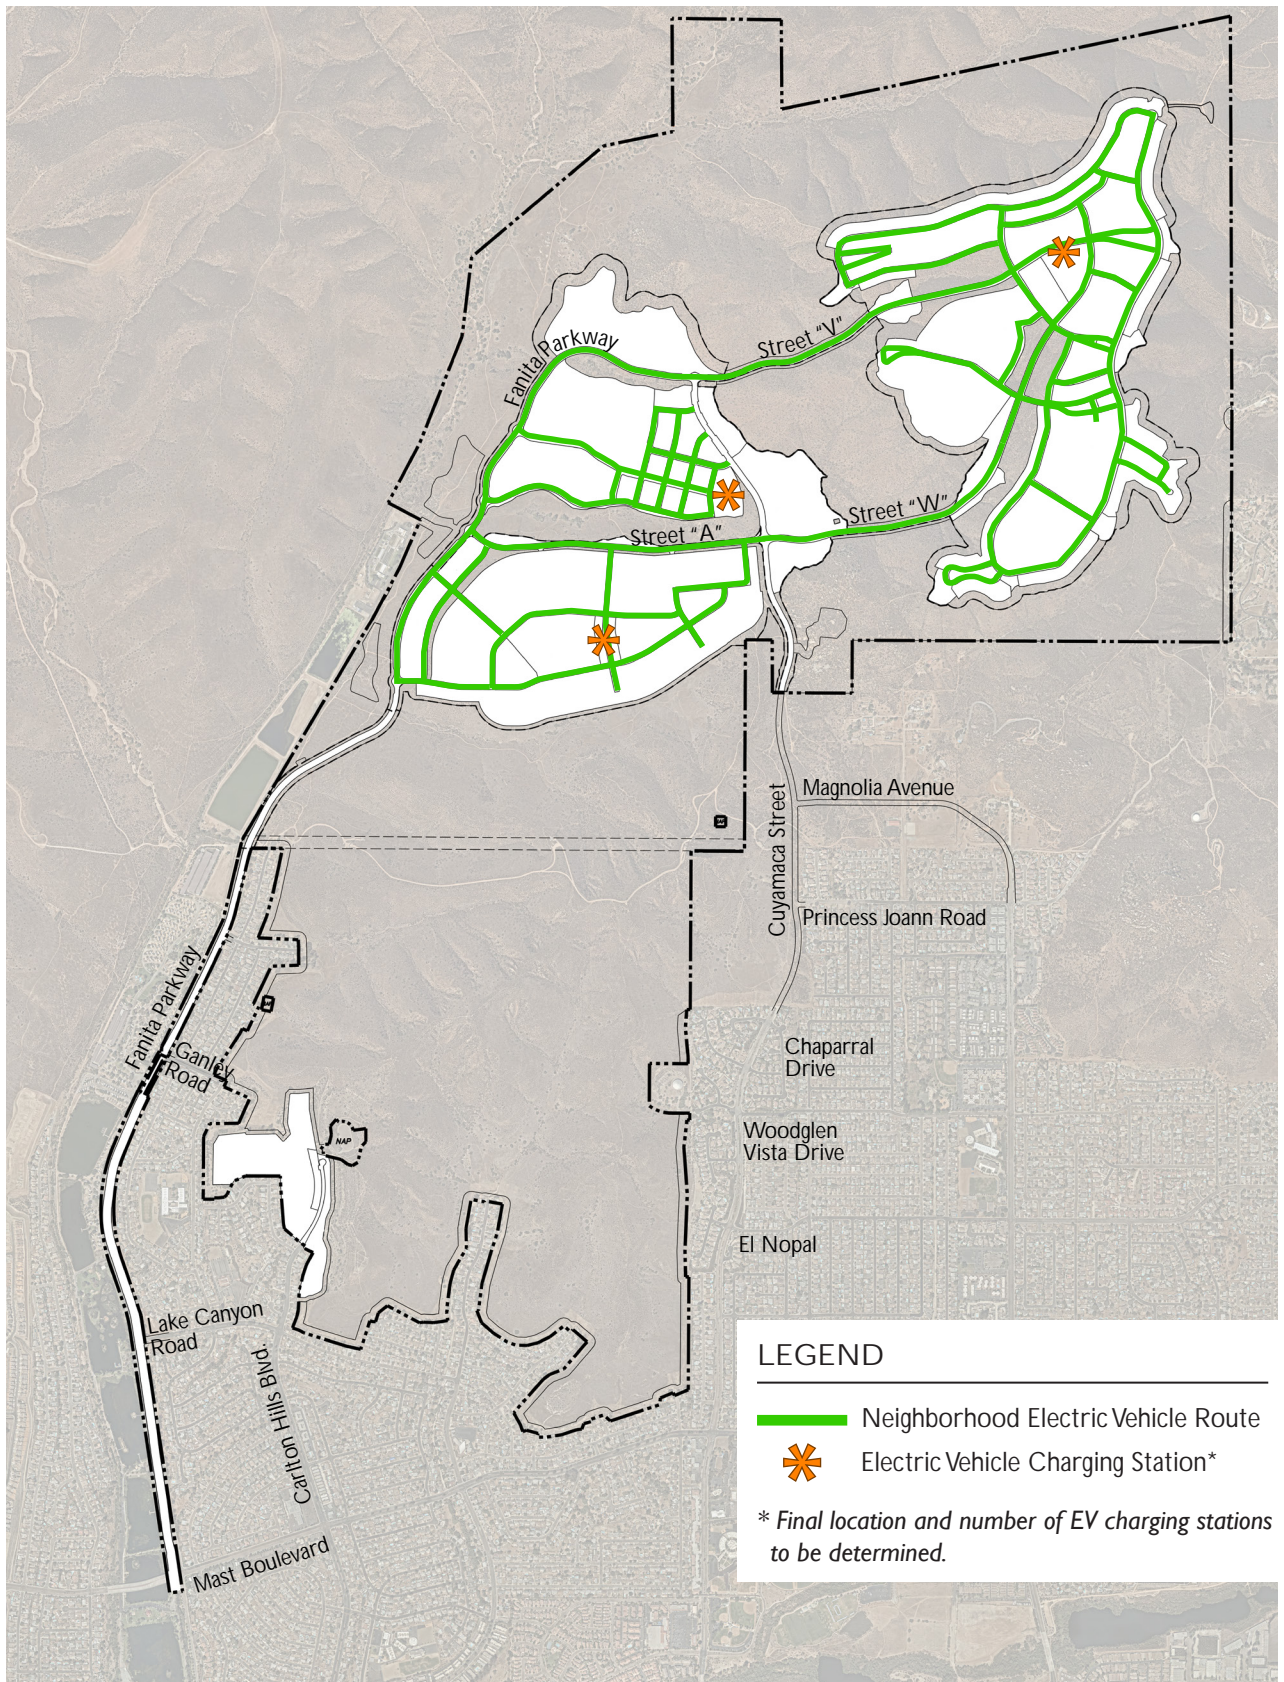 Fanita Parkway
Street “V”
Street “A”
Street “W”
Magnolia Avenue
Cuyamaca Street
Princess Joann Road
Fanita Parkway
Ganley
Road
Chaparral
Drive
NAP
Woodglen
Vista Drive
El Nopal
Lake Canyon
Road
Carlton Hills Blvd.
Mast Boulevard
LEGEND
Neighborhood Electric Vehicle Route
Electric Vehicle Charging Station*
* Final location and number of EV charging stations
to be determined.